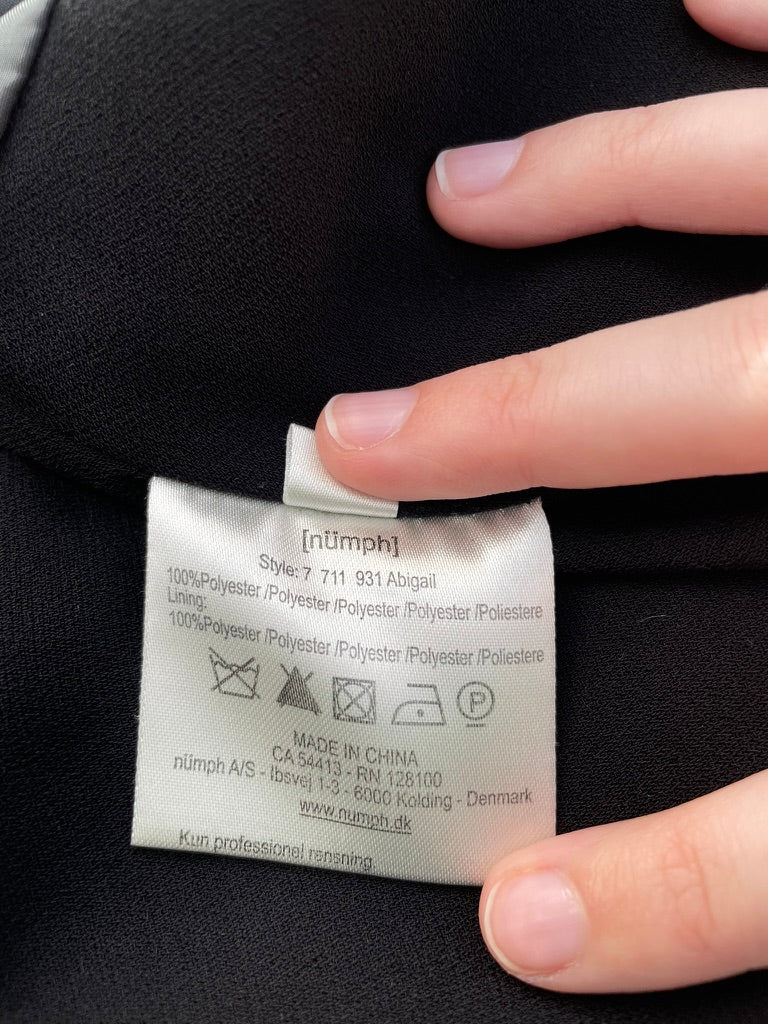 [nümph]
Style: 7 711 931 Abigail
100%Polyester /Polyester /Polyester /Polyester /Poliestere
Lining:
100%Polyester /Polyester /Polyester /Polyester /Poliestere
P
MADE IN CHINA
CA 54413 - RN 128100
nümph A/S - Ibsvej 1-3 - 6000 Kolding - Denmark
www.numph.dk
Kun professionel rensning.